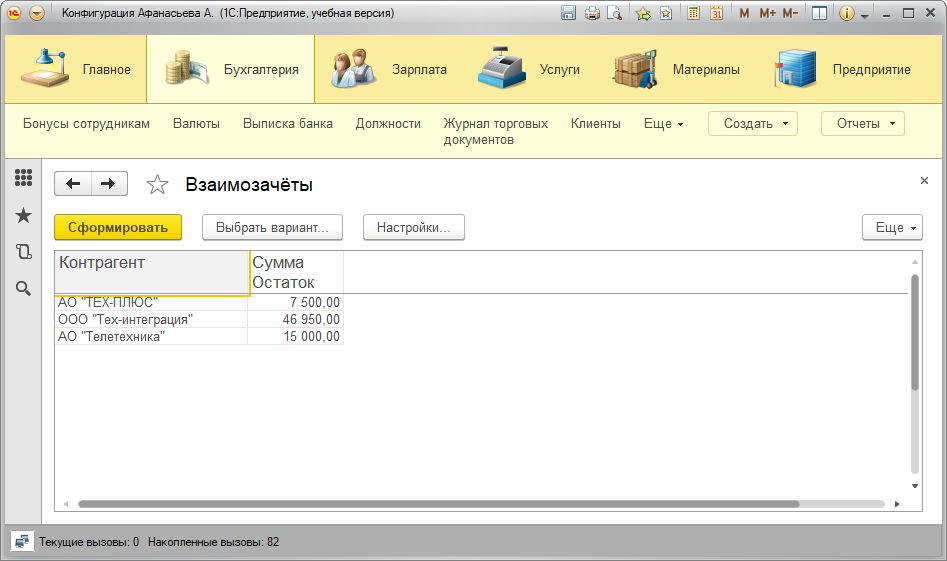 Конфигурация Афанасьева А. (1С:Предприятие, учебная версия)
M M+ M-
31
Главное
Бухгалтерия
Зарплата
Услуги
Материалы
Предприятие
Бонусы сотрудникам
Валюты
Выписка банка
Должности
Журнал торговых
документов
Клиенты
Еще
Создать
Отчеты
Взаимозачёты
Сформировать
Выбрать вариант...
Настройки...
Еще
Контрагент
Сумма
Остаток
АО "ТЕХ-ПЛЮС" 7 500,00
ООО "Тех-интеграция" 46 950,00
АО "Телетехника" 15 000,00
Текущие вызовы: 0 Накопленные вызовы: 82